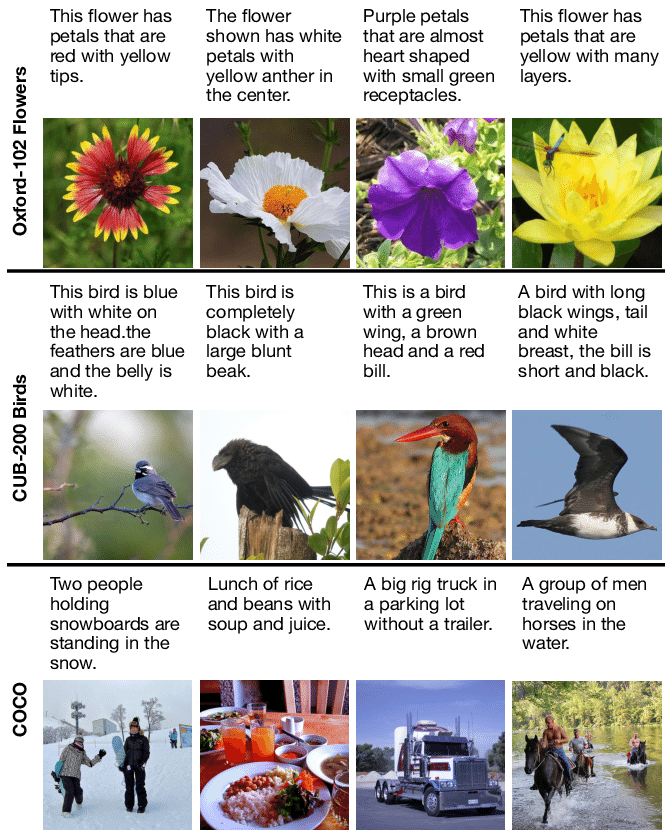 Oxford-102 Flowers
This flower has
petals that are
red with yellow
tips.
The flower
shown has white
petals with
yellow anther in
the center.
Purple petals
that are almost
heart shaped
with small green
receptacles.
This flower has
petals that are
yellow with many
layers.
CUB-200 Birds
This bird is blue
with white on
the head.the
feathers are blue
and the belly is
white.
This bird is
completely
black with a
large blunt
beak.
This is a bird
with a green
wing, a brown
head and a red
bill.
A bird with long
black wings, tail
and white
breast, the bill is
short and black.
COCO
Two people
holding
snowboards are
standing in the
snow.
Lunch of rice
and beans with
soup and juice.
A big rig truck in
a parking lot
without a trailer.
A group of men
traveling on
horses in the
water.